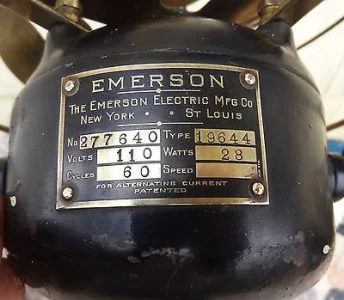 EMERSON
THE EMERSON ELECTRIC MFG CO
NEW YORK • • ST LOUIS
No 277640 TYPE 19644
VOLTS 110 WATTS 28
CYCLES 60 SPEED
FOR ALTERNATING CURRENT
PATENTED